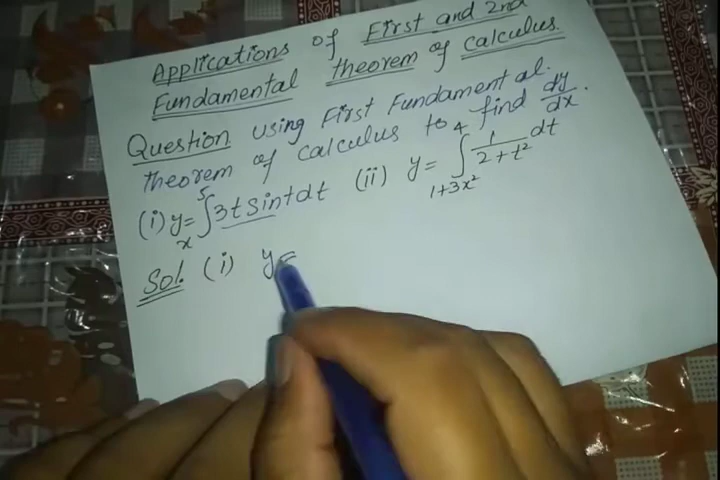 Applications of First and 2nd
Fundamental theorem of calculus.
Question using First Fundamental.
theorem of calculus to find dy/dx.
(i) y = ∫_x^5 3t sint dt (ii) y = ∫_{1+3x²}^4 1/(2+t²) dt
Sol. (i) y=